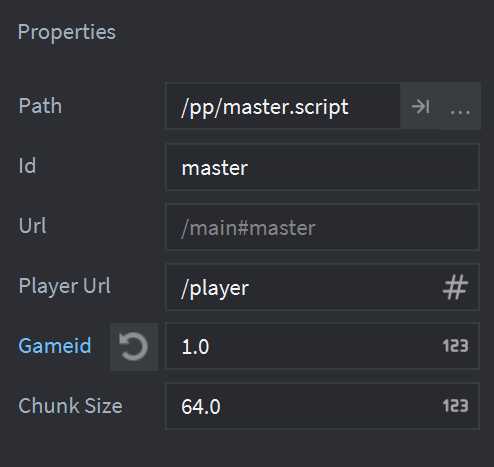 Properties
Path /pp/master.script ...
Id master
Url /main#master
Player Url /player #
Gameid 1.0 123
Chunk Size 64.0 123